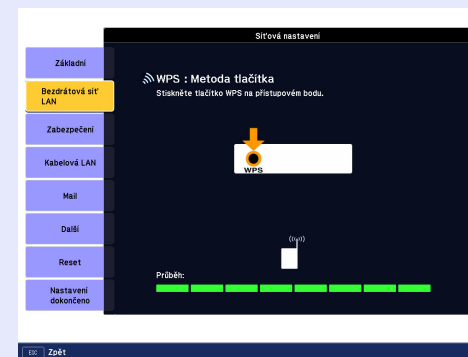 Síťová nastavení
Základní
Bezdrátová síť
LAN
Zabezpečení
Kabelová LAN
Mail
Další
Reset
Nastavení
dokončeno
WPS : Metoda tlačítka
Stiskněte tlačítko WPS na přístupovém bodu.
WPS
Průběh:
ESC Zpět